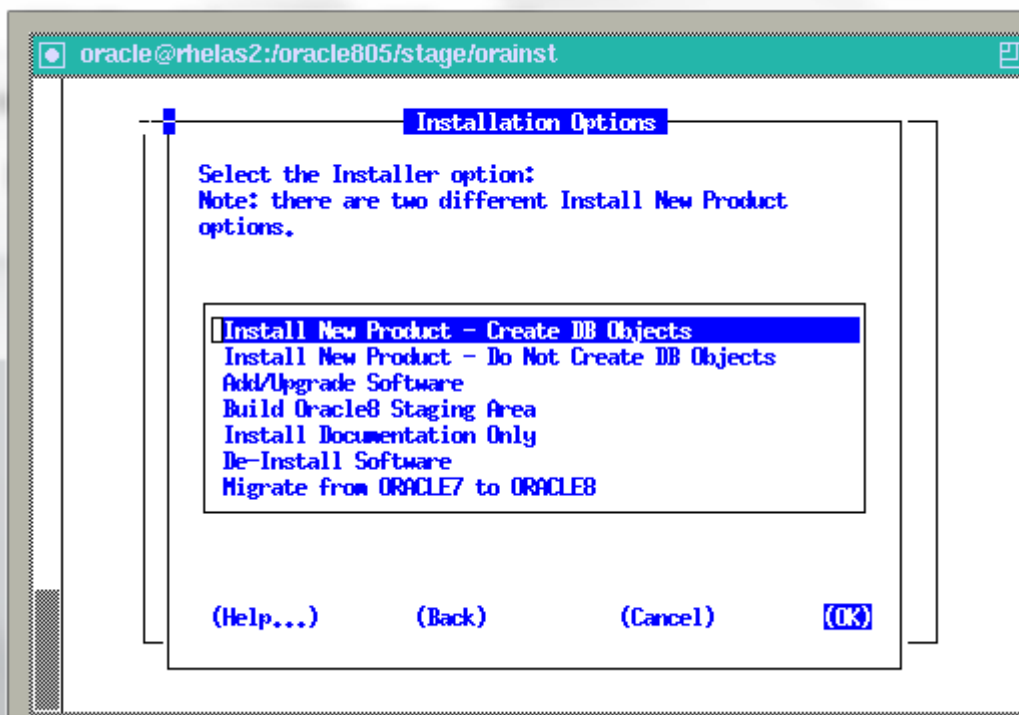 oracle@rhelas2:/oracle805/stage/orainst
Installation Options
Select the Installer option:
Note: there are two different Install New Product
options.
Install New Product - Create DB Objects
Install New Product - Do Not Create DB Objects
Add/Upgrade Software
Build Oracle8 Staging Area
Install Documentation Only
De-Install Software
Migrate from ORACLE7 to ORACLE8
(Help...) (Back) (Cancel) (OK)